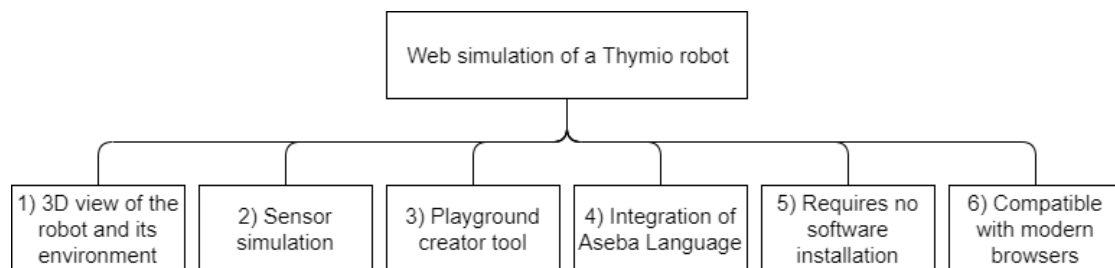 Web simulation of a Thymio
robot
1) 3D view of the
robot and its
environment
2) Sensor
simulation
3) Playground
creator tool
4) Integration of
Aseba Language
5) Requires no
software
installation
6) Compatible
with modern
browsers